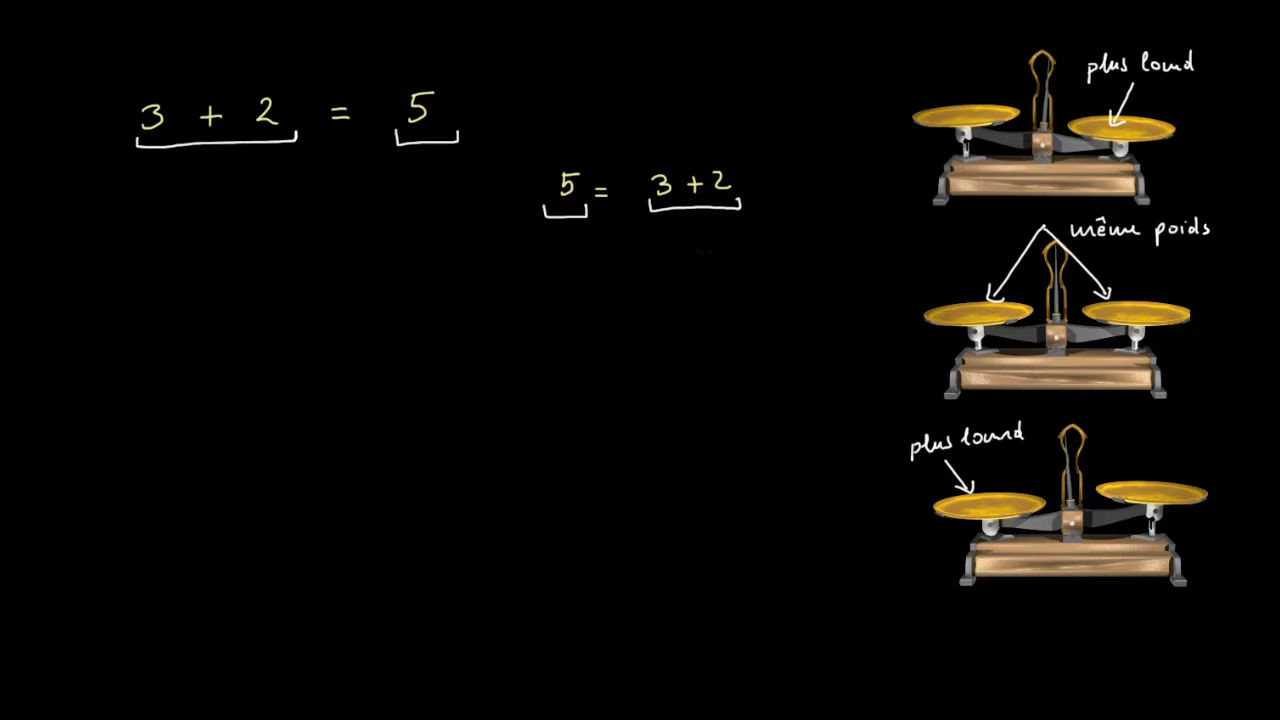 3 + 2 = 5
5 = 3 + 2
plus lourd
même poids
plus lourd